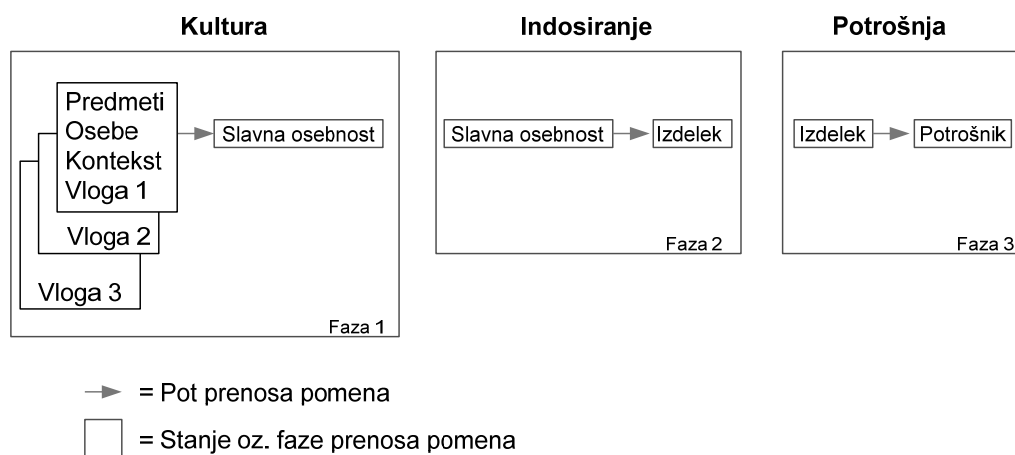 Kultura
Indosiranje
Potrošnja
Predmeti
Osebe
Kontekst
Vloga 1
Vloga 2
Vloga 3
Slavna osebnost
Faza 1
Slavna osebnost
Izdelek
Faza 2
Izdelek
Potrošnik
Faza 3
= Pot prenosa pomena
= Stanje oz. faze prenosa pomena